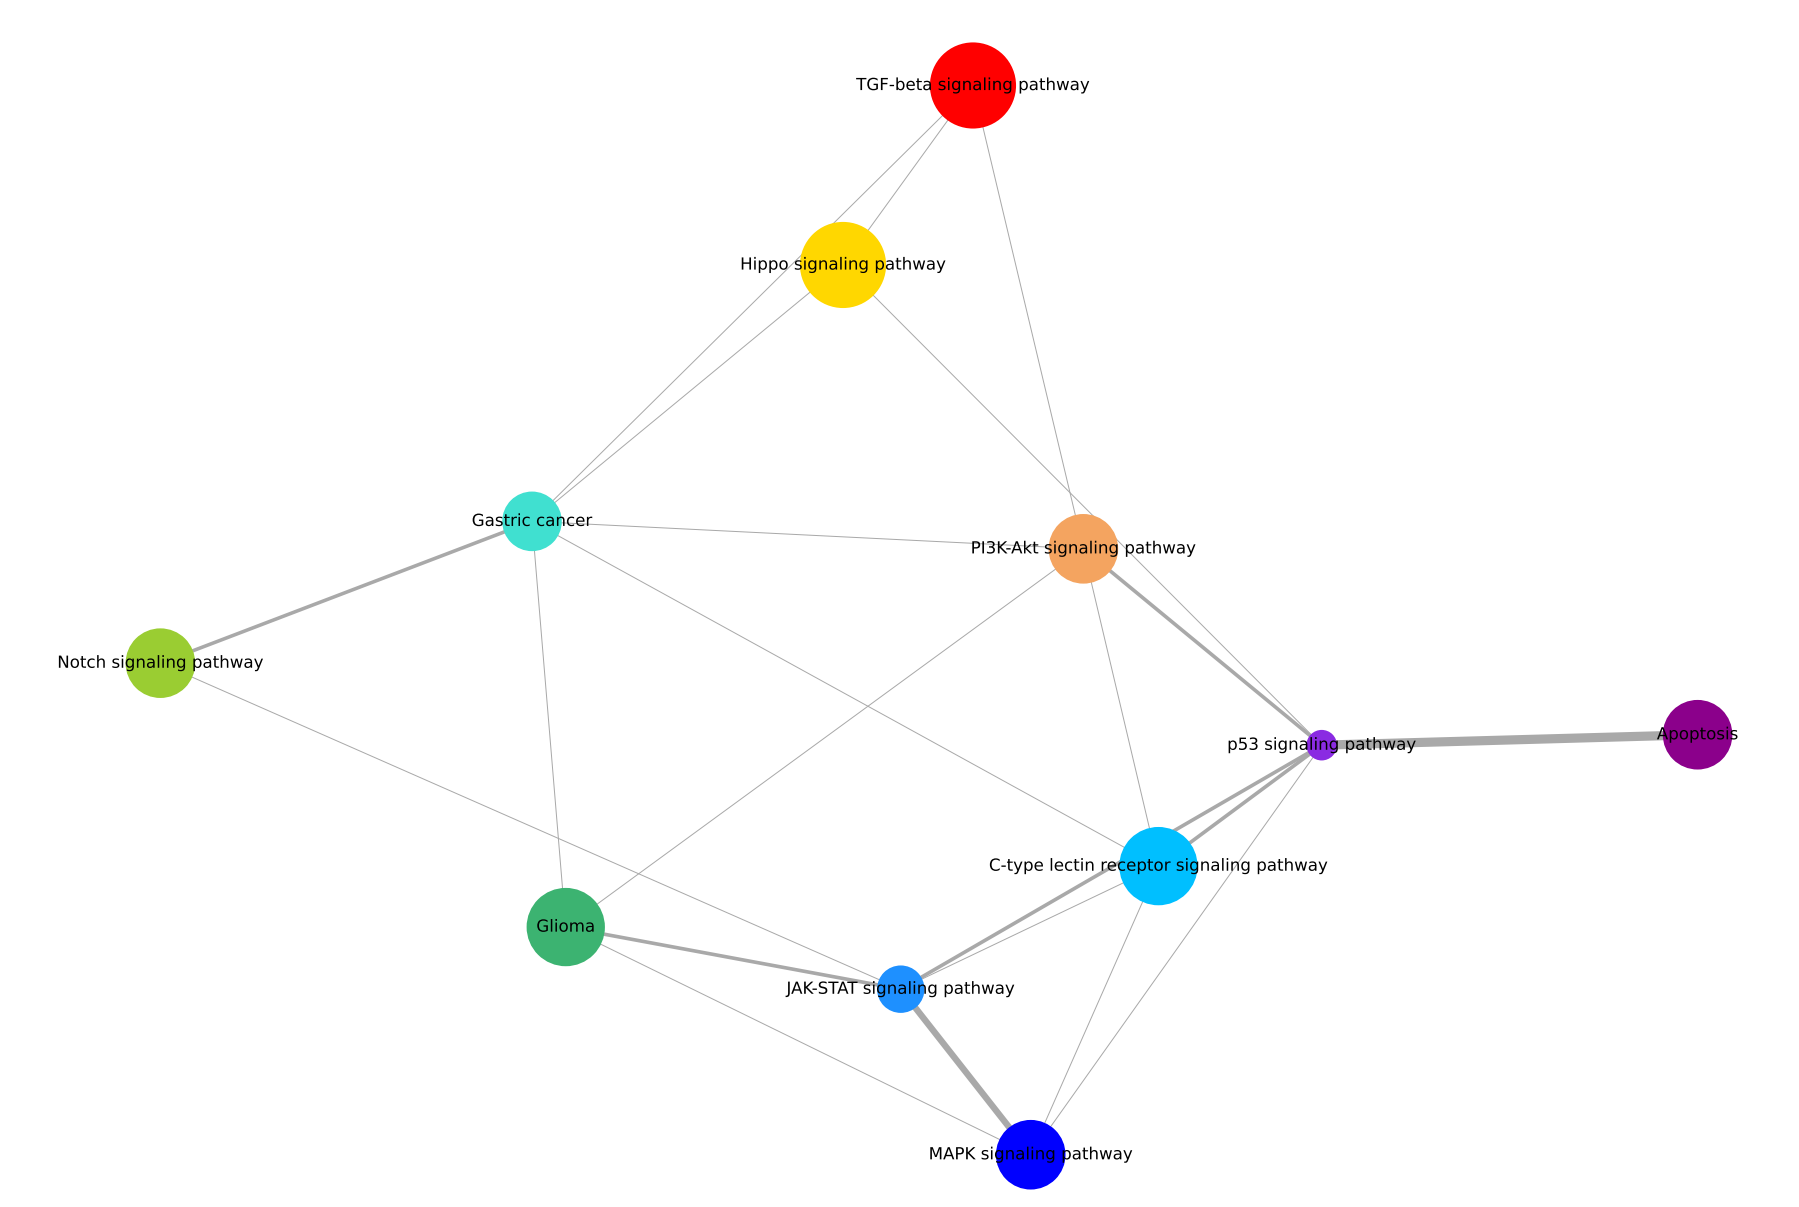 TGF-beta signaling pathway
Hippo signaling pathway
Gastric cancer
PI3K-Akt signaling pathway
Notch signaling pathway
Apoptosis
p53 signaling pathway
C-type lectin receptor signaling pathway
Glioma
JAK-STAT signaling pathway
MAPK signaling pathway